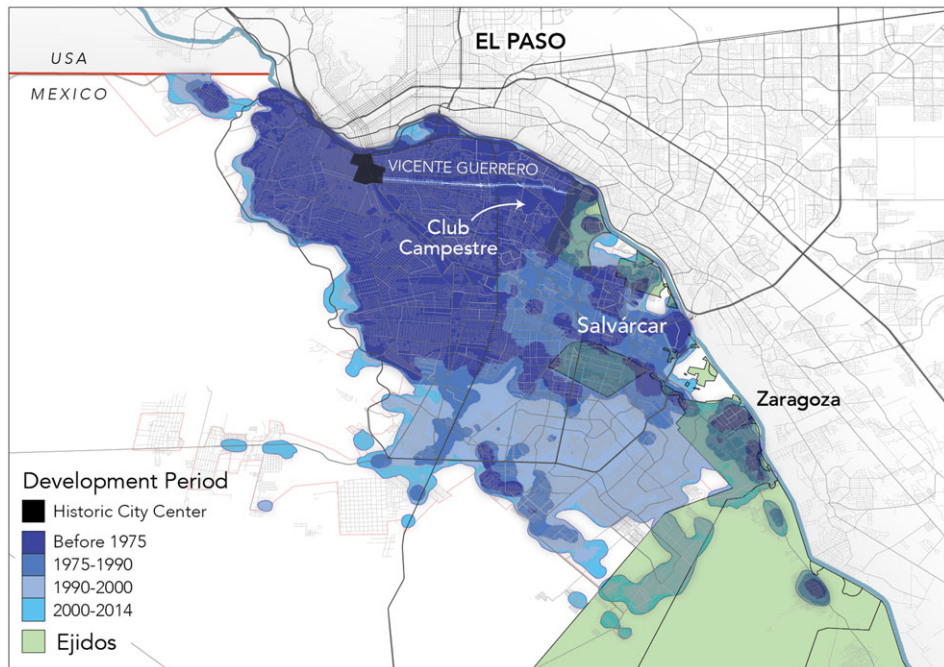 EL PASO
USA
MEXICO
VICENTE GUERRERO
Club
Campestre
Salvárcar
Zaragoza
Development Period
Historic City Center
Before 1975
1975-1990
1990-2000
2000-2014
Ejidos